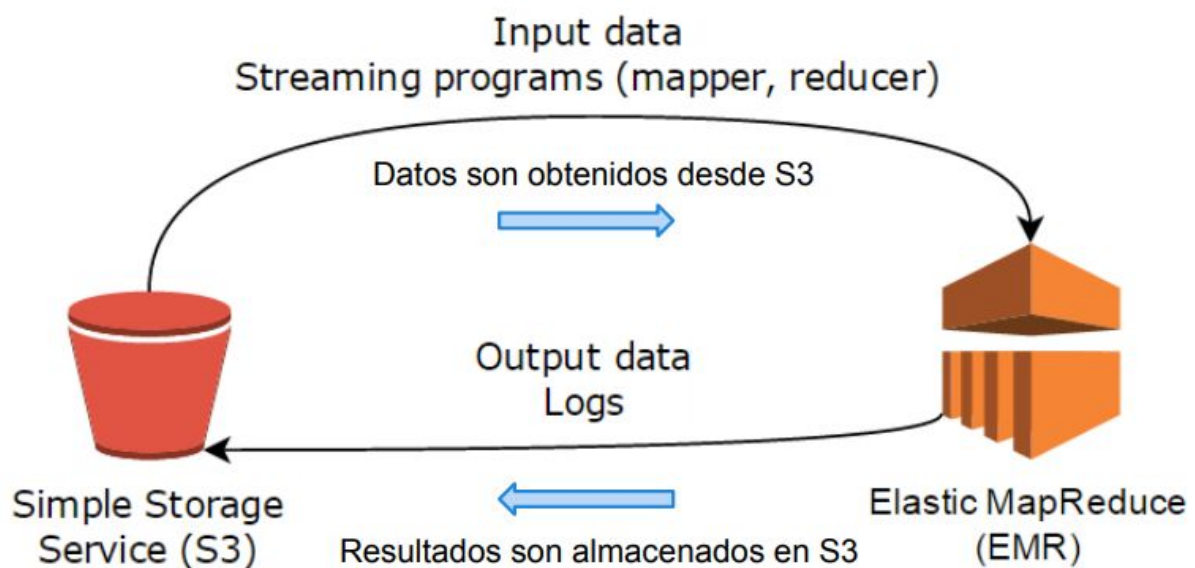 Input data
Streaming programs (mapper, reducer)
Datos son obtenidos desde S3
Output data
Logs
Simple Storage
Service (S3)
Elastic MapReduce
(EMR)
Resultados son almacenados en S3